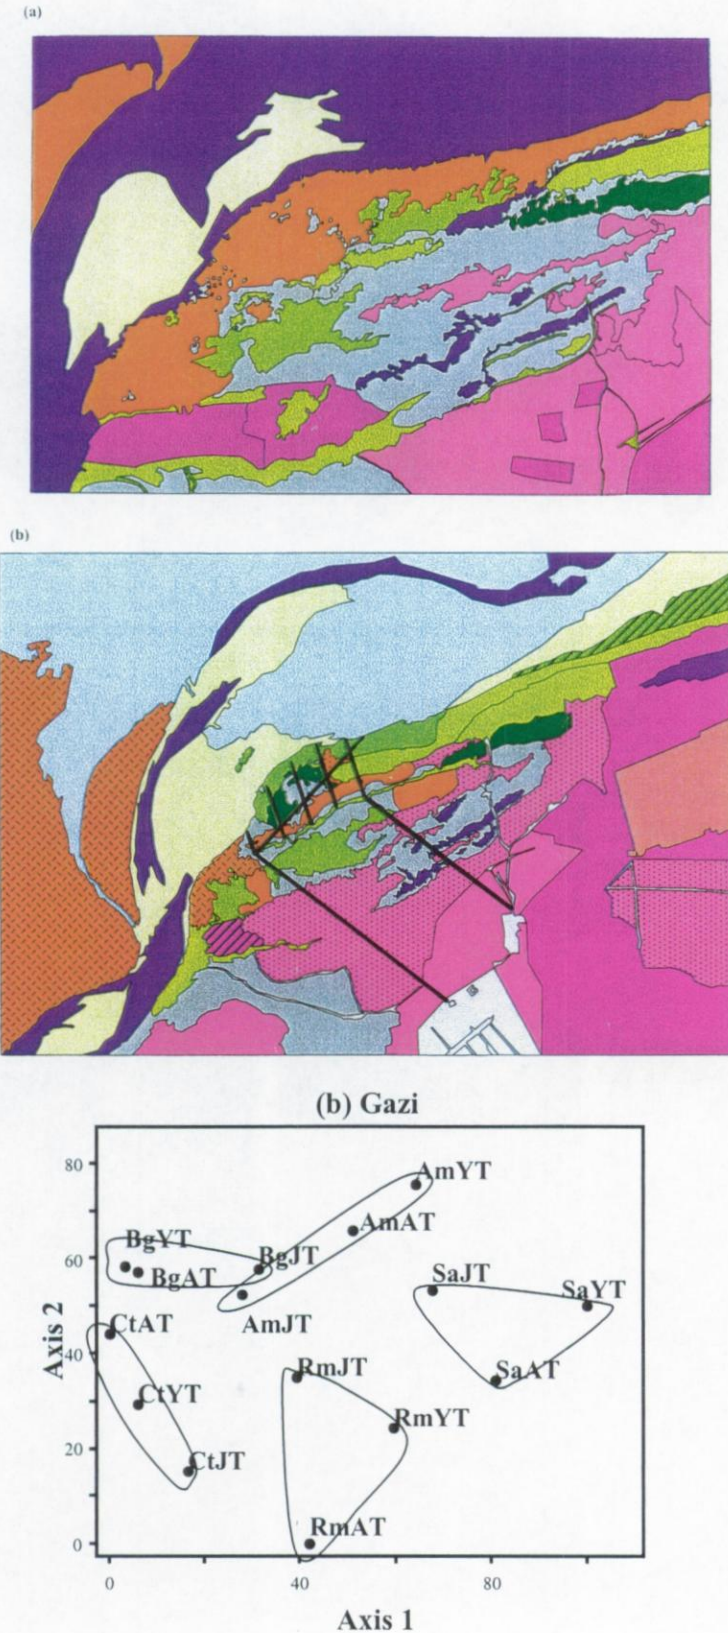 (a)
(b)
(b) Gazi
80
60
40
20
0
Axis 2
AmYT
AmAT
BgYT
BgJT
BgAT
SaJT
SaYT
CtAT
AmJT
SaAT
RmJT
CtYT
RmYT
CtJT
RmAT
0
40
80
Axis 1